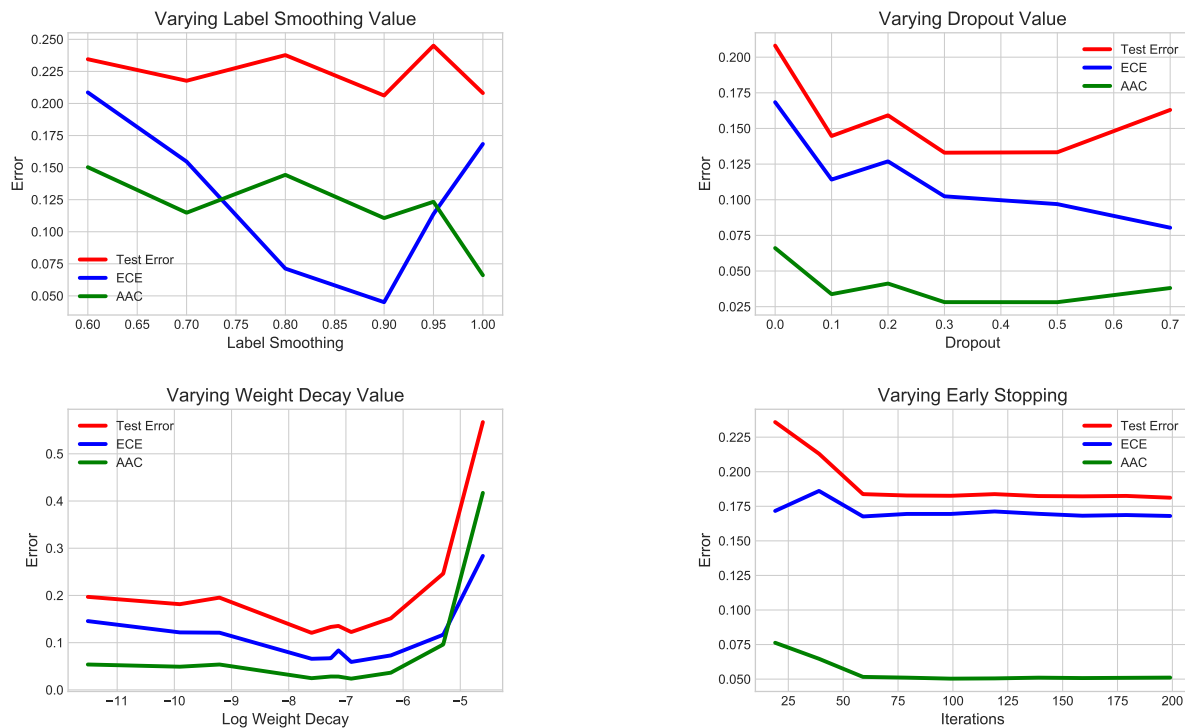 Varying Label Smoothing Value
0.250
0.225
0.200
0.175
0.150
0.125
0.100
0.075
0.050
Error
Test Error
ECE
AAC
0.60 0.65 0.70 0.75 0.80 0.85 0.90 0.95 1.00
Label Smoothing
Varying Dropout Value
0.200
0.175
0.150
0.125
0.100
0.075
0.050
0.025
Error
Test Error
ECE
AAC
0.0 0.1 0.2 0.3 0.4 0.5 0.6 0.7
Dropout
Varying Weight Decay Value
0.5
0.4
0.3
0.2
0.1
0.0
Error
Test Error
ECE
AAC
−11 −10 −9 −8 −7 −6 −5
Log Weight Decay
Varying Early Stopping
0.225
0.200
0.175
0.150
0.125
0.100
0.075
0.050
Error
Test Error
ECE
AAC
25 50 75 100 125 150 175 200
Iterations